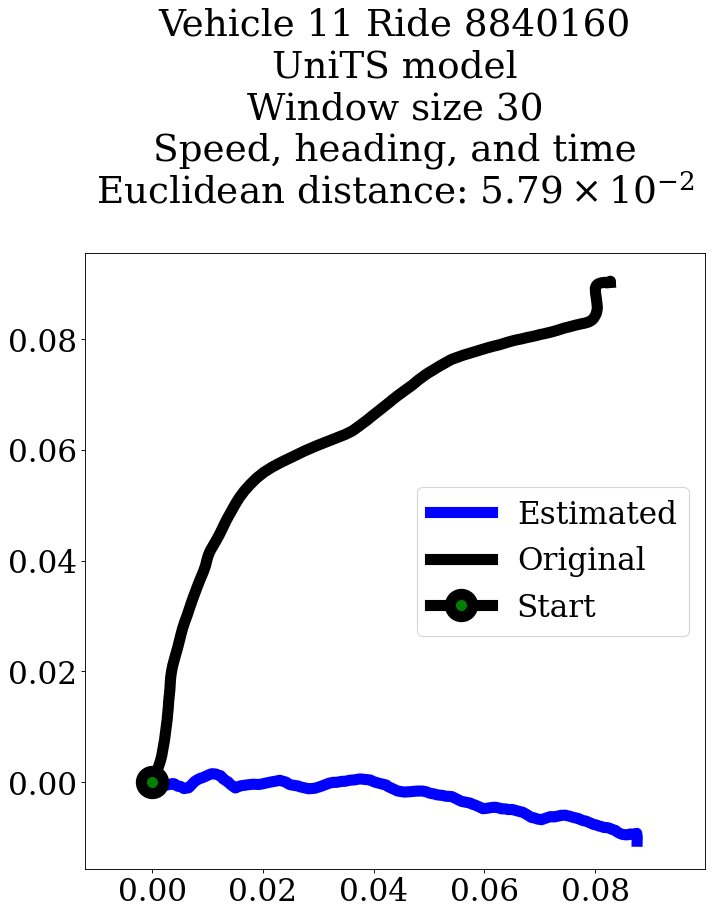 Vehicle 11 Ride 8840160
UniTS model
Window size 30
Speed, heading, and time
Euclidean distance: 5.79 × 10⁻²
0.08
0.06
0.04
0.02
0.00
Estimated
Original
Start
0.00 0.02 0.04 0.06 0.08